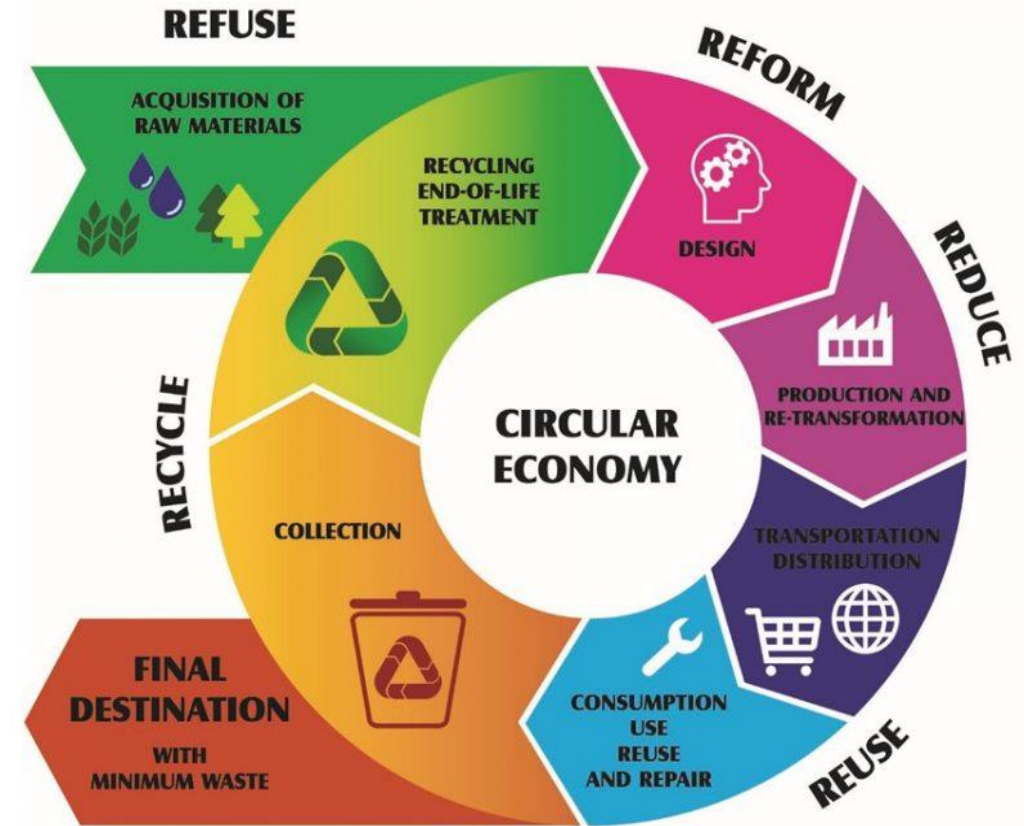 REFUSE
ACQUISITION OF
RAW MATERIALS
RECYCLING
END-OF-LIFE
TREATMENT
REFORM
DESIGN
REDUCE
PRODUCTION AND
RE-TRANSFORMATION
CIRCULAR
ECONOMY
TRANSPORTATION
DISTRIBUTION
REUSE
CONSUMPTION
USE
REUSE
AND REPAIR
RECYCLE
COLLECTION
FINAL
DESTINATION
WITH
MINIMUM WASTE